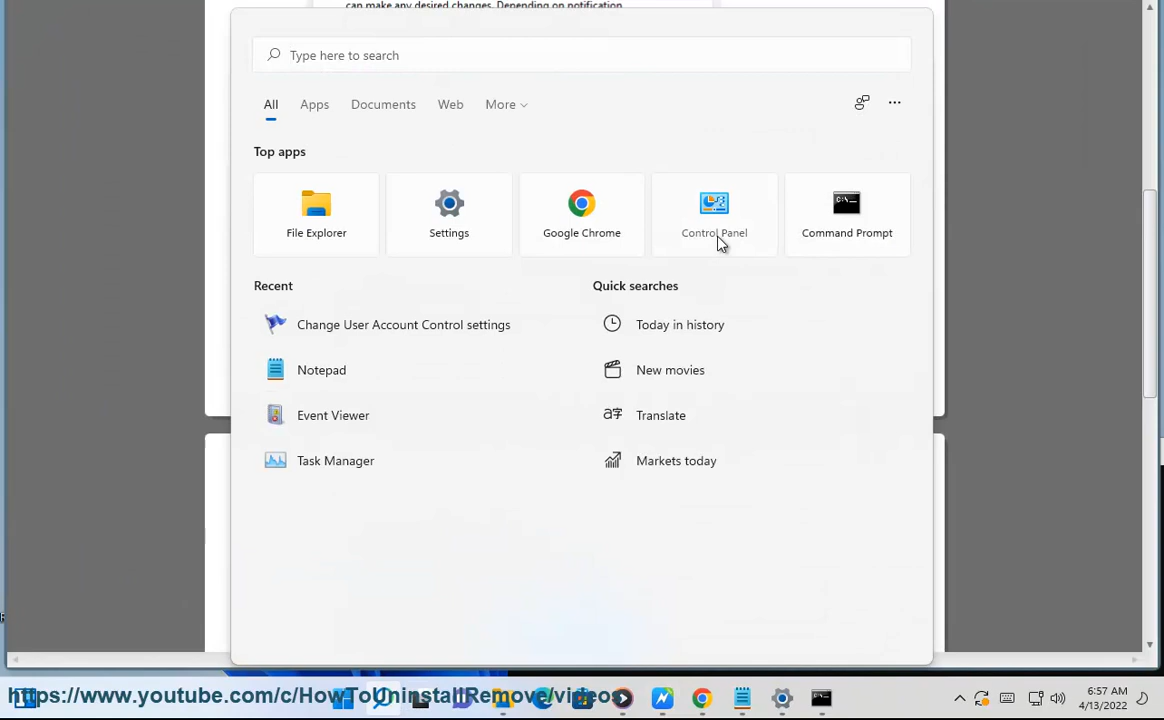 can make any desired changes. Depending on notification
Type here to search
All Apps Documents Web More
Top apps
File Explorer Settings Google Chrome Control Panel Command Prompt
Recent Quick searches
Change User Account Control settings Today in history
Notepad New movies
Event Viewer Translate
Task Manager Markets today
https://www.youtube.com/c/HowToUninstallRemove/videos
6:57 AM
4/13/2022